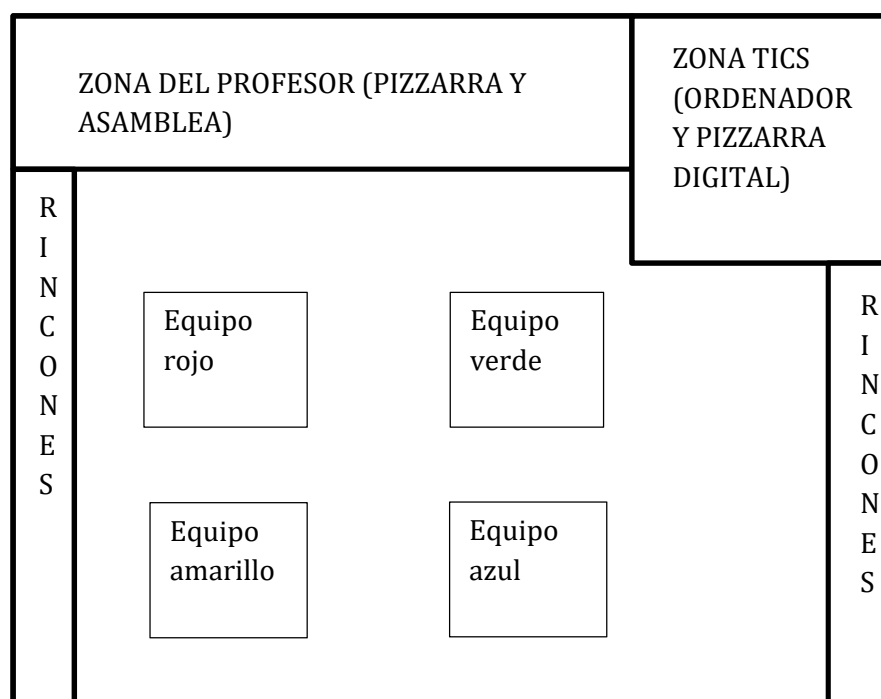 ZONA DEL PROFESOR (PIZZARRA Y
ASAMBLEA)
ZONA TICS
(ORDENADOR
Y PIZZARRA
DIGITAL)
R
I
N
C
O
N
E
S
Equipo
rojo
Equipo
verde
Equipo
amarillo
Equipo
azul
R
I
N
C
O
N
E
S